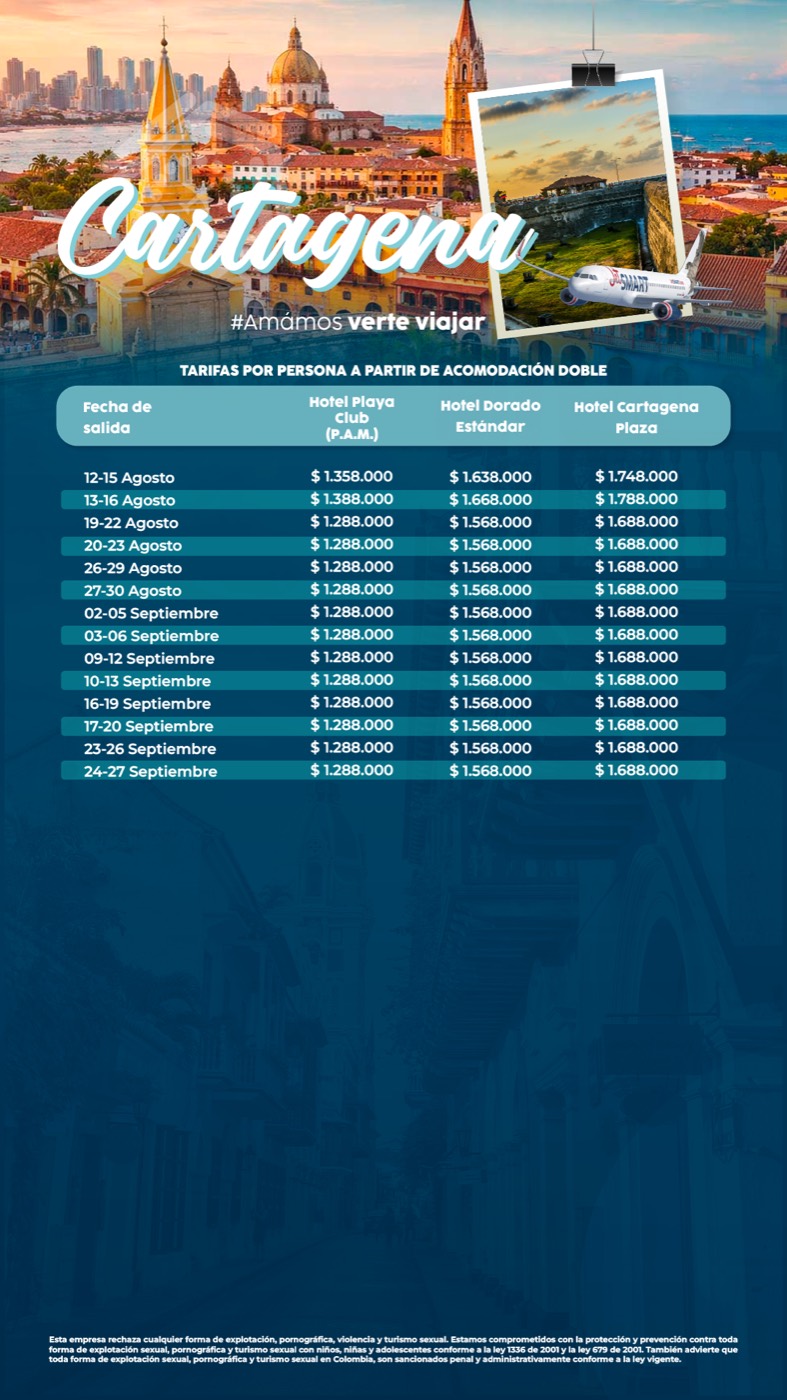 Cartagena
JetSMART
#Amámos verte viajar
TARIFAS POR PERSONA A PARTIR DE ACOMODACIÓN DOBLE
Fecha de salida Hotel Playa Club (P.A.M.) Hotel Dorado Estándar Hotel Cartagena Plaza
12-15 Agosto $ 1.358.000 $ 1.638.000 $ 1.748.000
13-16 Agosto $ 1.388.000 $ 1.668.000 $ 1.788.000
19-22 Agosto $ 1.288.000 $ 1.568.000 $ 1.688.000
20-23 Agosto $ 1.288.000 $ 1.568.000 $ 1.688.000
26-29 Agosto $ 1.288.000 $ 1.568.000 $ 1.688.000
27-30 Agosto $ 1.288.000 $ 1.568.000 $ 1.688.000
02-05 Septiembre $ 1.288.000 $ 1.568.000 $ 1.688.000
03-06 Septiembre $ 1.288.000 $ 1.568.000 $ 1.688.000
09-12 Septiembre $ 1.288.000 $ 1.568.000 $ 1.688.000
10-13 Septiembre $ 1.288.000 $ 1.568.000 $ 1.688.000
16-19 Septiembre $ 1.288.000 $ 1.568.000 $ 1.688.000
17-20 Septiembre $ 1.288.000 $ 1.568.000 $ 1.688.000
23-26 Septiembre $ 1.288.000 $ 1.568.000 $ 1.688.000
24-27 Septiembre $ 1.288.000 $ 1.568.000 $ 1.688.000
Esta empresa rechaza cualquier forma de explotación, pornográfica, violencia y turismo sexual. Estamos comprometidos con la protección y prevención contra toda
forma de explotación sexual, pornográfica y turismo sexual con niños, niñas y adolescentes conforme a la ley 1336 de 2001 y la ley 679 de 2001. También advierte que
toda forma de explotación sexual, pornográfica y turismo sexual en Colombia, son sancionados penal y administrativamente conforme a la ley vigente.